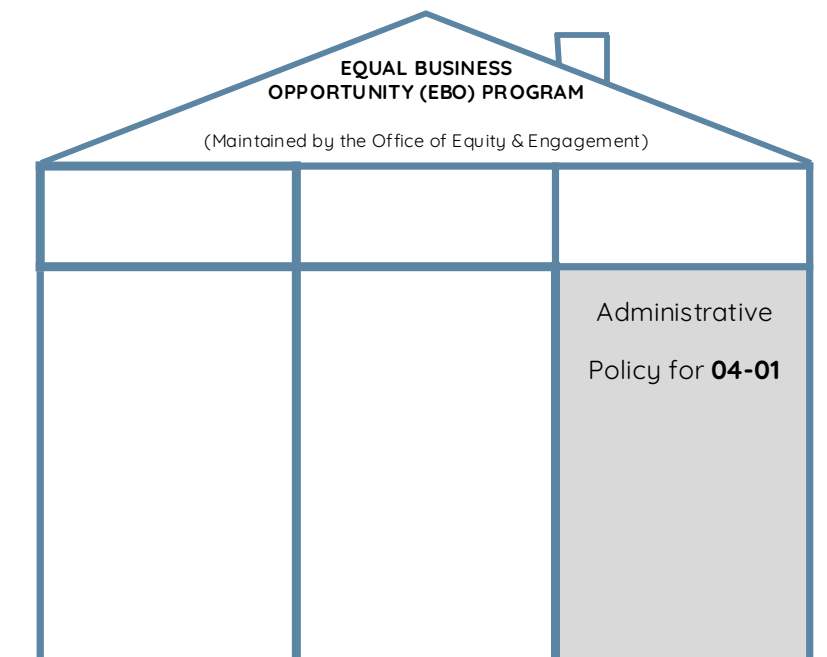 EQUAL BUSINESS
OPPORTUNITY (EBO) PROGRAM
(Maintained by the Office of Equity & Engagement)
Administrative
Policy for 04-01